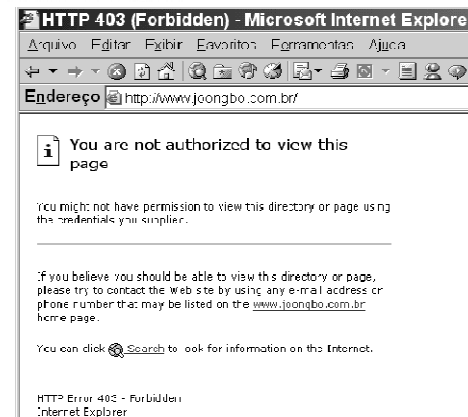 HTTP 403 (Forbidden) - Microsoft Internet Explore
Arquivo Editar Exibir Favoritos Ferramentas Ajuda
Endereço http://www.joongbo.com.br/
You are not authorized to view this
page
You might not have permission to view this directory or page using
the credentials you supplied.
If you believe you should be able to view this directory or page,
please try to contact the Web site by using any e-mail address or
phone number that may be listed on the www.joongbo.com.br
home page.
You can click Search to look for information on the Internet.
HTTP Error 403 - Forbidden
Internet Explorer